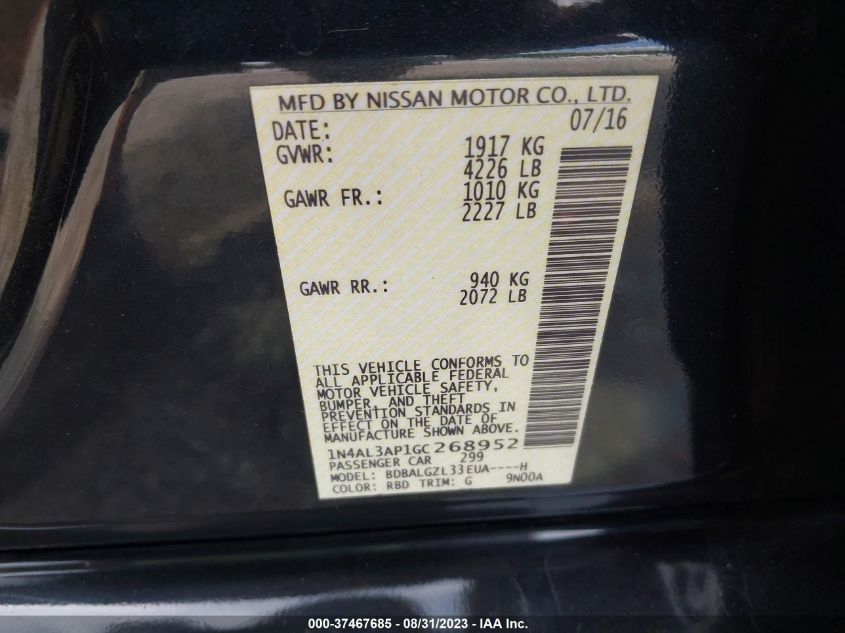 MFD BY NISSAN MOTOR CO., LTD.
DATE: 07/16
GVWR: 1917 KG
4226 LB
GAWR FR.: 1010 KG
2227 LB
GAWR RR.: 940 KG
2072 LB
THIS VEHICLE CONFORMS TO
ALL APPLICABLE FEDERAL
MOTOR VEHICLE SAFETY,
BUMPER, AND THEFT
PREVENTION STANDARDS IN
EFFECT ON THE DATE OF
MANUFACTURE SHOWN ABOVE.
1N4AL3AP1GC268952
PASSENGER CAR 299
MODEL: BDBALGZL33EUA----H
COLOR: RBD TRIM: G 9N00A
000-37467685 - 08/31/2023 - IAA Inc.